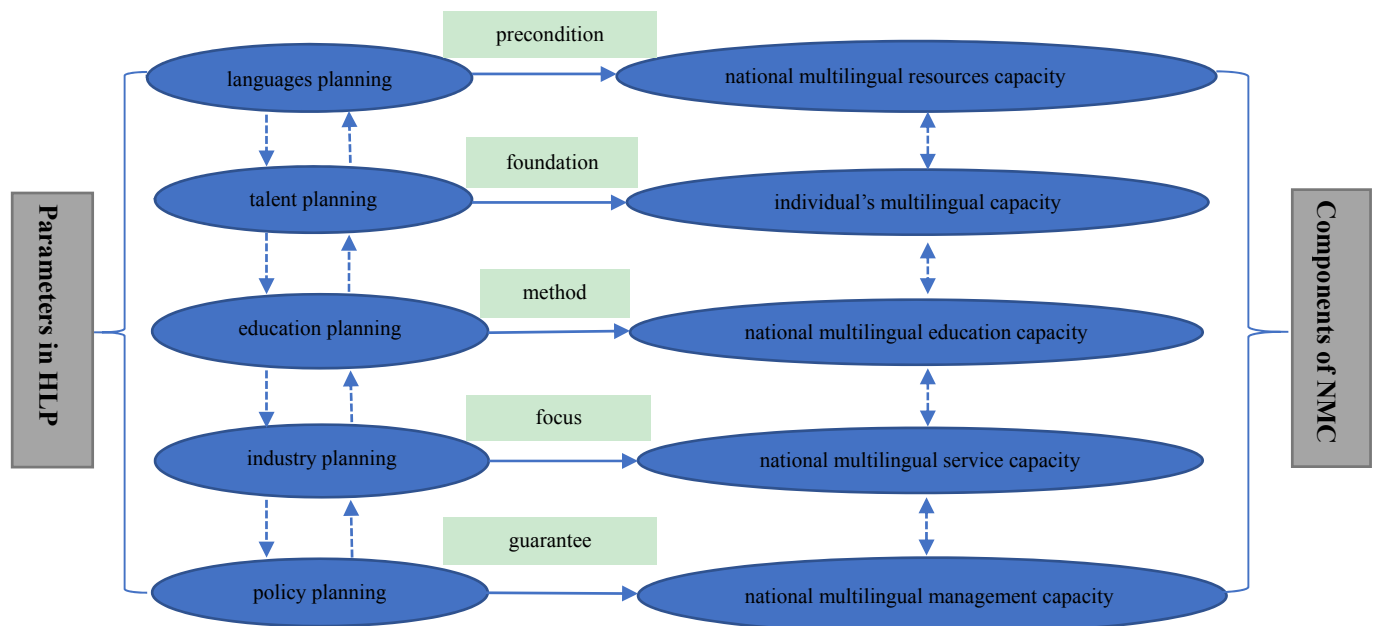 precondition
languages planning
national multilingual resources capacity
foundation
talent planning
individual's multilingual capacity
Parameters in HLP
Components of NMC
method
education planning
national multilingual education capacity
focus
industry planning
national multilingual service capacity
guarantee
policy planning
national multilingual management capacity